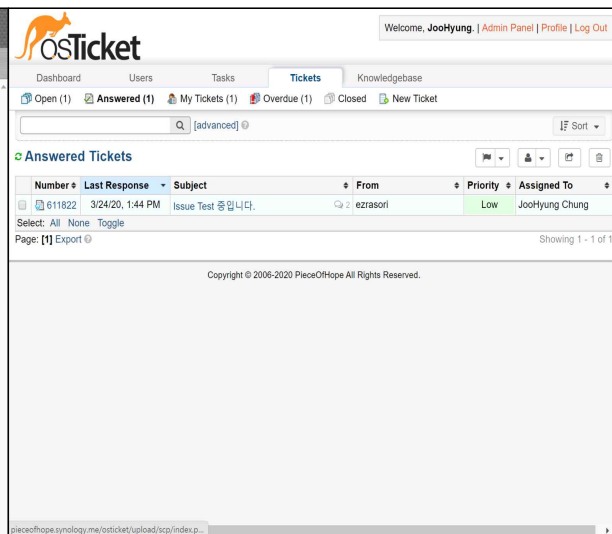 osTicket
Welcome, JooHyung. | Admin Panel | Profile | Log Out
Dashboard Users Tasks Tickets Knowledgebase
Open (1) Answered (1) My Tickets (1) Overdue (1) Closed New Ticket
[advanced] Sort
Answered Tickets
Number Last Response Subject From Priority Assigned To
611822 3/24/20, 1:44 PM Issue Test 중입니다. 2 ezrasori Low JooHyung Chung
Select: All None Toggle
Page: [1] Export Showing 1 - 1 of 1
Copyright © 2006-2020 PieceOfHope All Rights Reserved.
pieceofhope.synology.me/osticket/upload/scp/index.p...